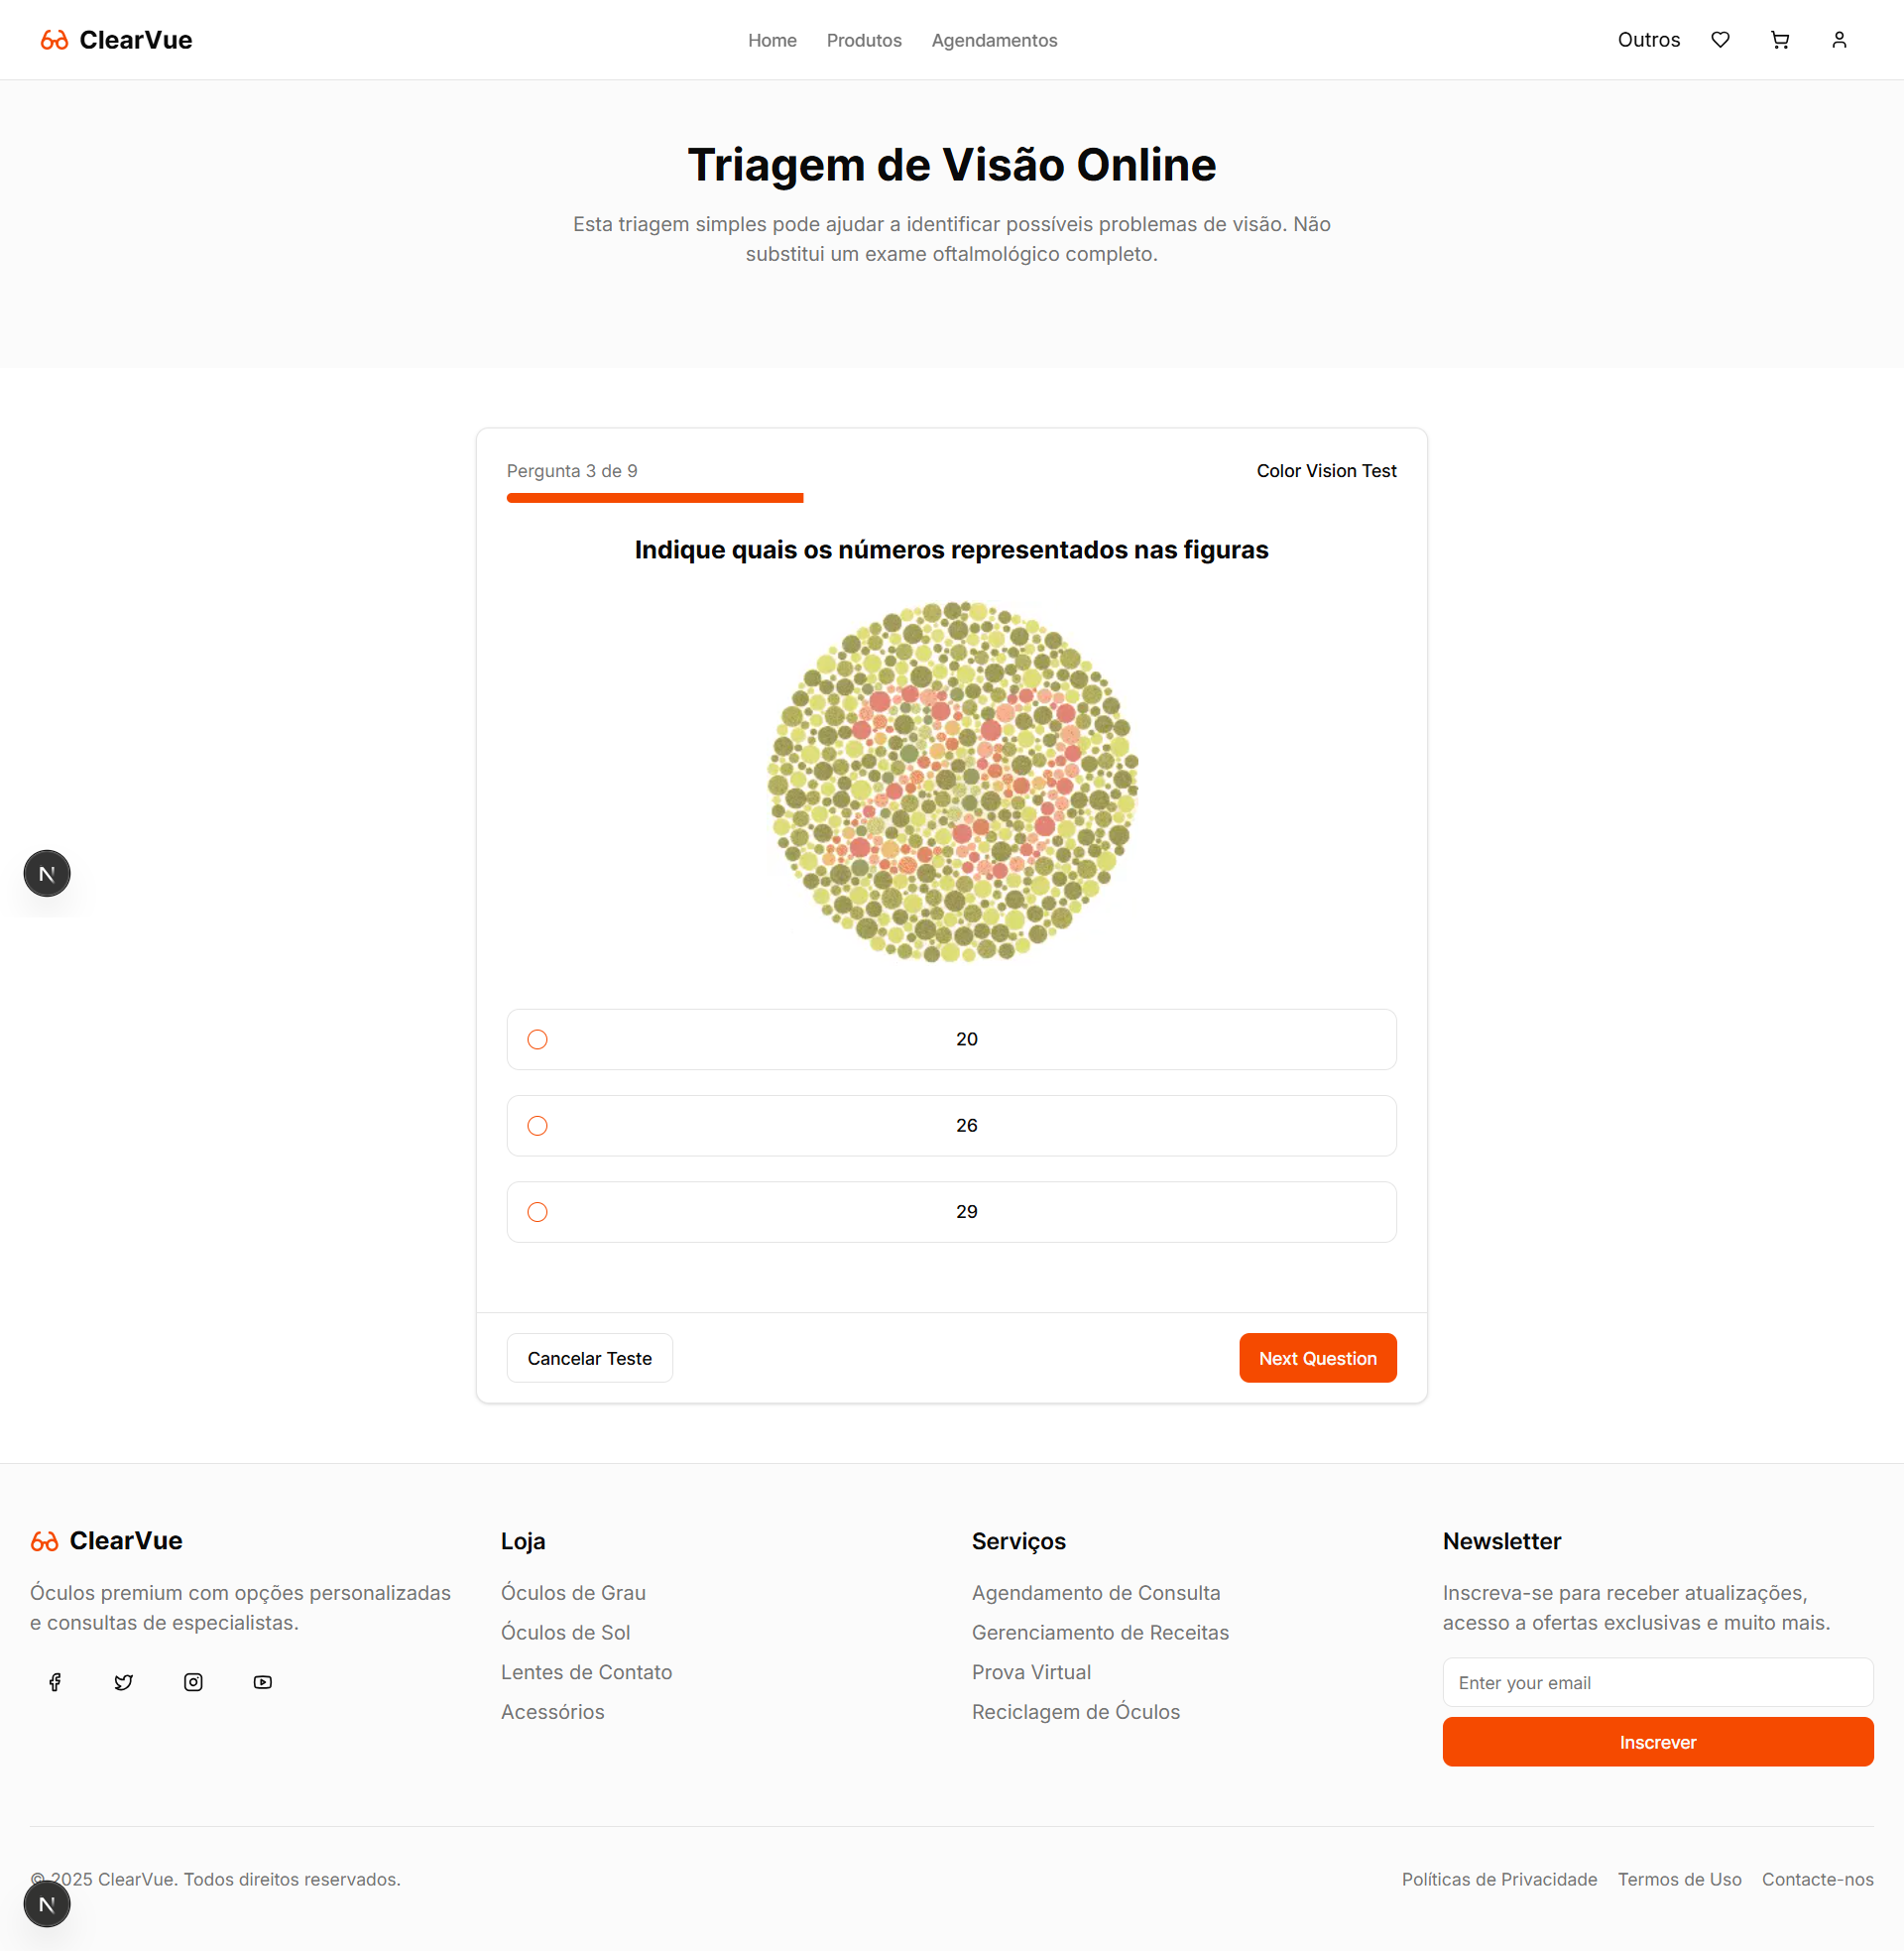 ClearVue
Home Produtos Agendamentos
Outros
Triagem de Visão Online
Esta triagem simples pode ajudar a identificar possíveis problemas de visão. Não
substitui um exame oftalmológico completo.
Pergunta 3 de 9
Color Vision Test
Indique quais os números representados nas figuras
29
20
26
29
Cancelar Teste
Next Question
N
ClearVue
Óculos premium com opções personalizadas
e consultas de especialistas.
Loja
Óculos de Grau
Óculos de Sol
Lentes de Contato
Acessórios
Serviços
Agendamento de Consulta
Gerenciamento de Receitas
Prova Virtual
Reciclagem de Óculos
Newsletter
Inscreva-se para receber atualizações,
acesso a ofertas exclusivas e muito mais.
Enter your email
Inscrever
© 2025 ClearVue. Todos direitos reservados.
Políticas de Privacidade Termos de Uso Contacte-nos
N